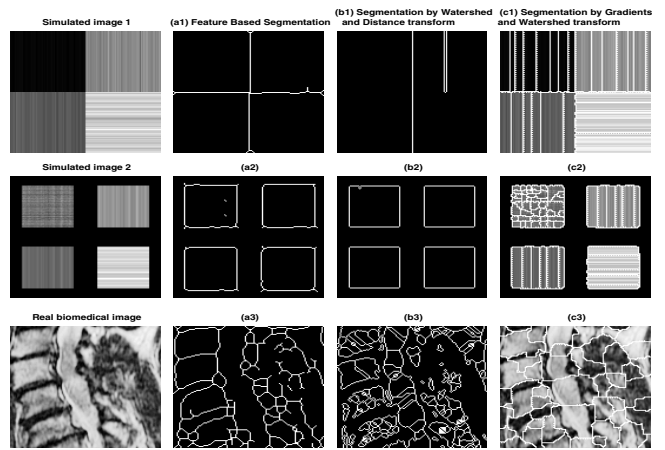 Simulated image 1
(a1) Feature Based Segmentation
(b1) Segmentation by Watershed
and Distance transform
(c1) Segmentation by Gradients
and Watershed transform
Simulated image 2
(a2)
(b2)
(c2)
Real biomedical image
(a3)
(b3)
(c3)